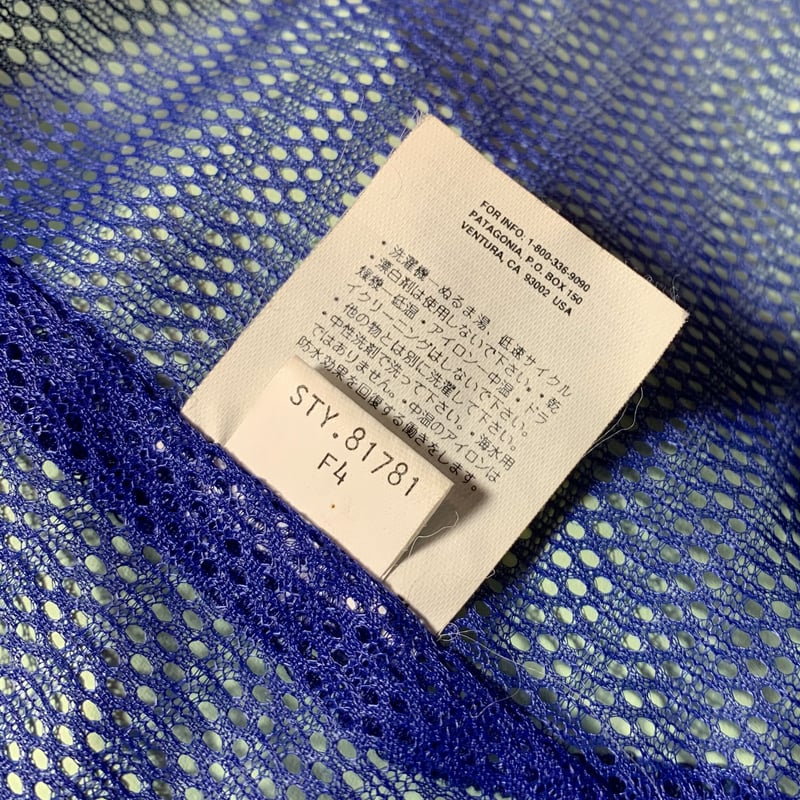 FOR INFO. 1-800-336-9090
PATAGONIA, P.O. BOX 150
VENTURA, CA 93002 USA
・洗濯機、ぬるま湯、低速サイクル
・漂白剤は使用しないで下さい。・乾
燥機・低温・アイロン・中温・ドラ
イクリーニングはしないで下さい。
・他の物とは別に洗濯して下さい。
・中性洗剤で洗って下さい。・海水用
ではありません。・中温のアイロンは
防水効果を回復する働きをします。
STY.81781
F4